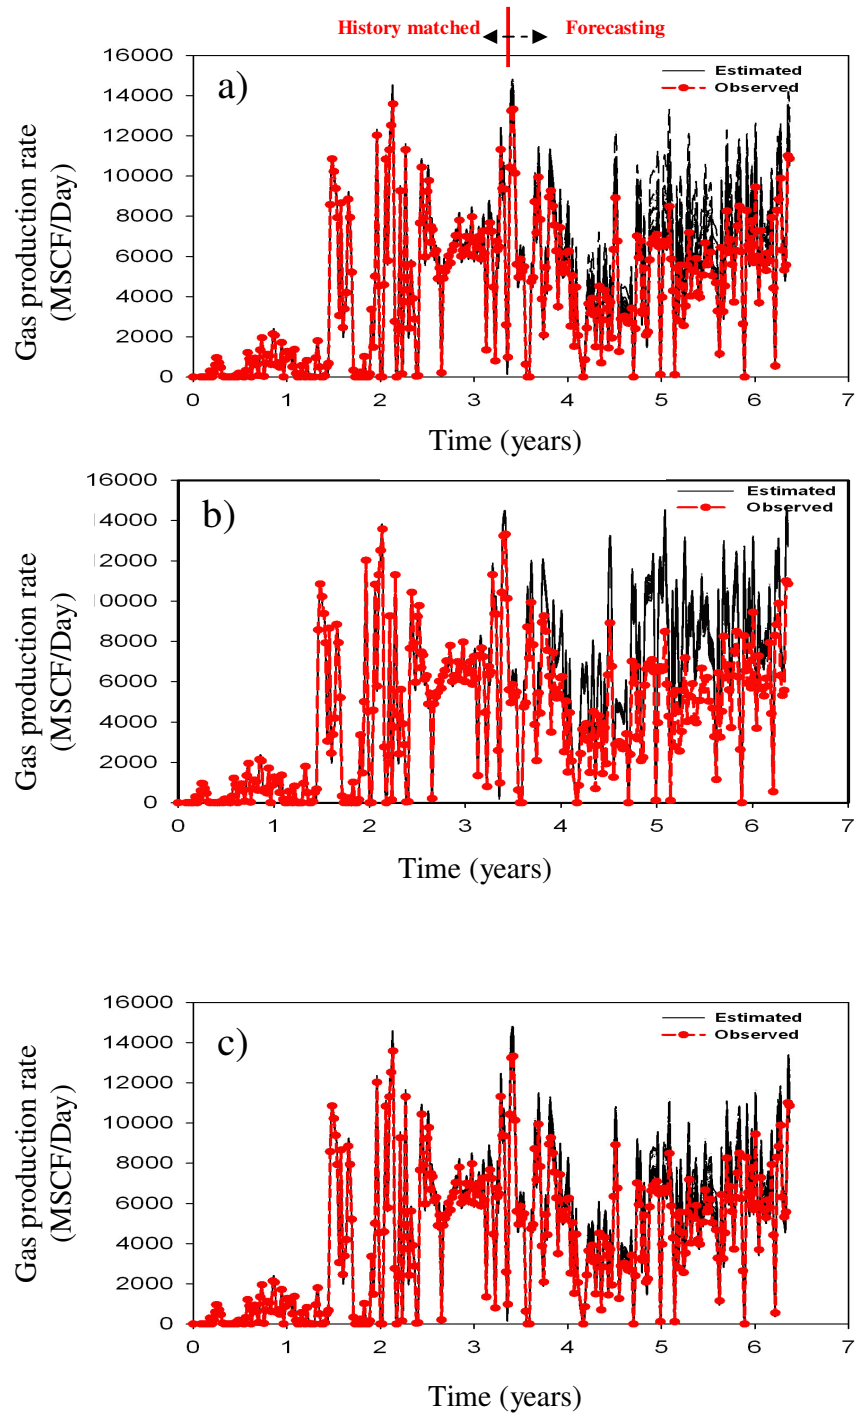 History matched Forecasting
16000
a)
Estimated
Observed
14000
12000
10000
8000
6000
4000
2000
0
Gas production rate
(MSCF/Day)
0 1 2 3 4 5 6 7
Time (years)
16000
b)
Estimated
Observed
14000
12000
10000
8000
6000
4000
2000
0
Gas production rate
(MSCF/Day)
0 1 2 3 4 5 6 7
Time (years)
16000
c)
Estimated
Observed
14000
12000
10000
8000
6000
4000
2000
0
Gas production rate
(MSCF/Day)
0 1 2 3 4 5 6 7
Time (years)